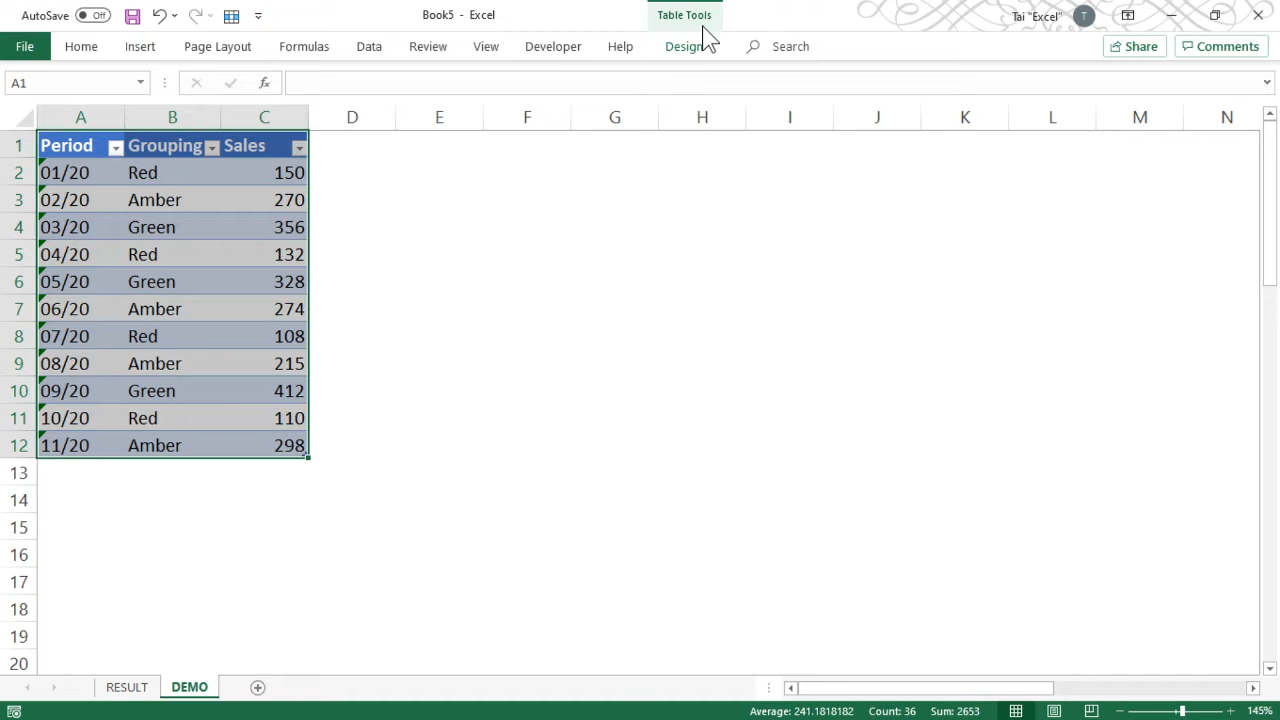 AutoSave Off Book5 - Excel Table Tools Tai "Excel" T
File Home Insert Page Layout Formulas Data Review View Developer Help Design Search Share Comments
A1 fx
A B C D E F G H I J K L M N
1 Period Grouping Sales
2 01/20 Red 150
3 02/20 Amber 270
4 03/20 Green 356
5 04/20 Red 132
6 05/20 Green 328
7 06/20 Amber 274
8 07/20 Red 108
9 08/20 Amber 215
10 09/20 Green 412
11 10/20 Red 110
12 11/20 Amber 298
13
14
15
16
17
18
19
20
RESULT DEMO
Average: 241.1818182 Count: 36 Sum: 2653 145%